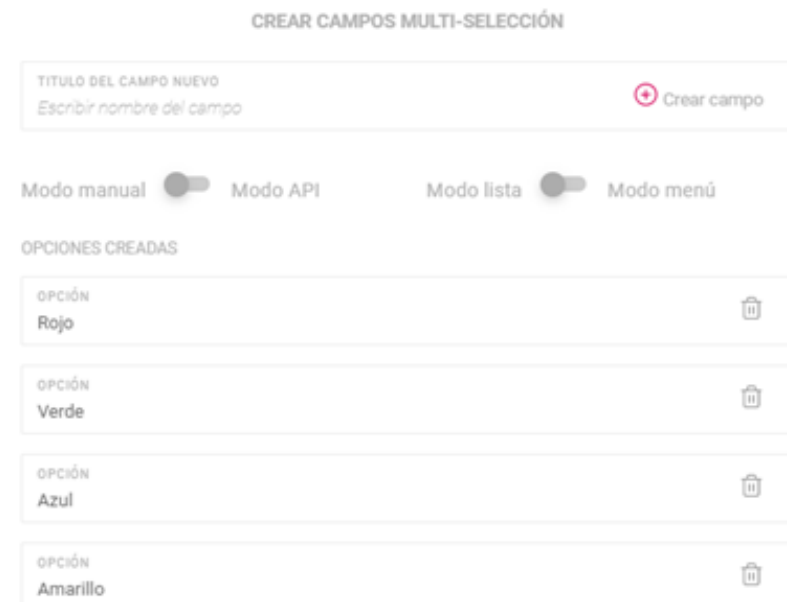 CREAR CAMPOS MULTI-SELECCIÓN
TITULO DEL CAMPO NUEVO
Escribir nombre del campo
Crear campo
Modo manual Modo API Modo lista Modo menú
OPCIONES CREADAS
OPCIÓN
Rojo
OPCIÓN
Verde
OPCIÓN
Azul
OPCIÓN
Amarillo